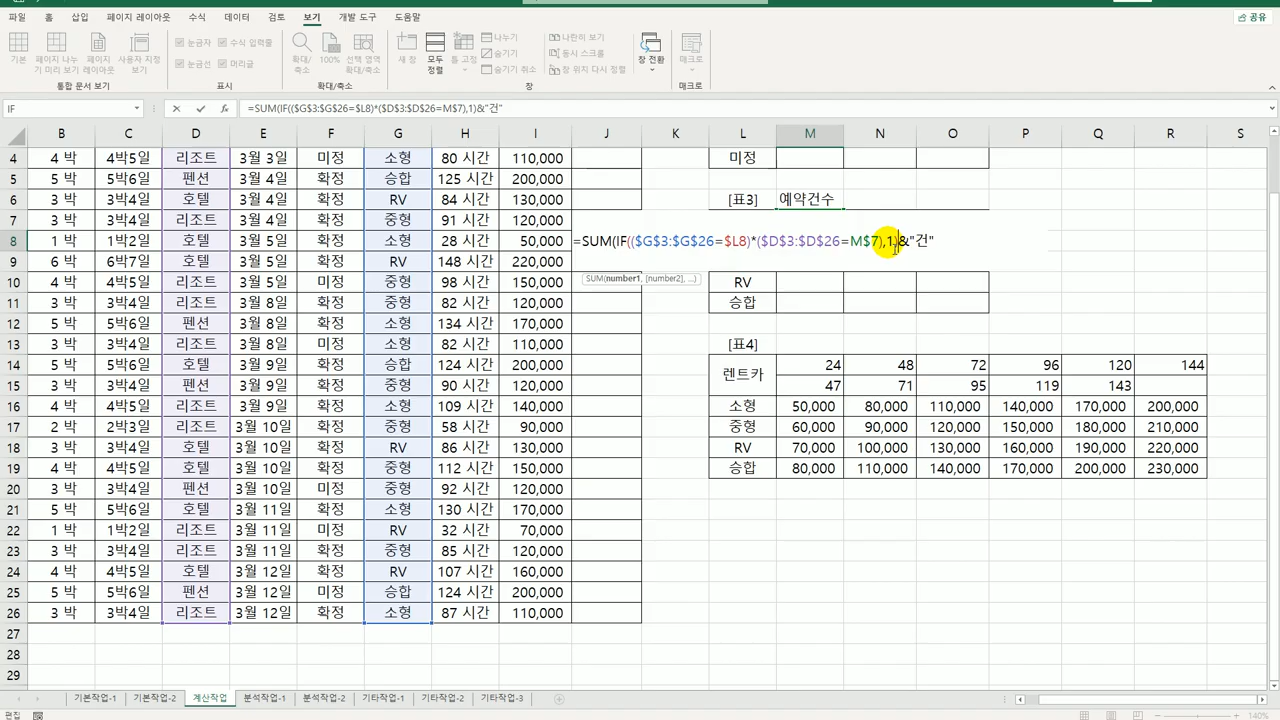 파일 홈 삽입 페이지 레이아웃 수식 데이터 검토 보기 개발 도구 도움말 공유
기본 페이지 나누기 미리 보기 페이지 레이아웃 사용자 지정 보기 눈금자 수식 입력줄 눈금선 머리글 확대/축소 100% 선택 영역 확대/축소 새 창 모두 정렬 틀 고정 나누기 숨기기 숨기기 취소 나란히 보기 동시 스크롤 창 위치 다시 정렬 창 전환 매크로
통합 문서 보기 표시 확대/축소 창 매크로
IF =SUM(IF(($G$3:$G$26=$L8)*($D$3:$D$26=M$7),1)&"건"
B C D E F G H I J K L M N O P Q R S
4 4 박 4박5일 리조트 3월 3일 미정 소형 80 시간 110,000 미정
5 5 박 5박6일 펜션 3월 4일 확정 승합 125 시간 200,000
6 3 박 3박4일 호텔 3월 4일 확정 RV 84 시간 130,000 [표3] 예약건수
7 3 박 3박4일 리조트 3월 4일 확정 중형 91 시간 120,000
8 1 박 1박2일 호텔 3월 5일 확정 소형 28 시간 50,000 =SUM(IF(($G$3:$G$26=$L8)*($D$3:$D$26=M$7),1)&"건"
9 6 박 6박7일 호텔 3월 5일 확정 RV 148 시간 220,000
SUM(number1, [number2], ...)
10 4 박 4박5일 리조트 3월 5일 확정 중형 98 시간 150,000 RV
11 3 박 3박4일 호텔 3월 8일 확정 중형 82 시간 120,000 승합
12 5 박 5박6일 펜션 3월 8일 확정 소형 134 시간 170,000
13 3 박 3박4일 리조트 3월 8일 확정 소형 82 시간 110,000 [표4]
14 5 박 5박6일 호텔 3월 9일 확정 승합 124 시간 200,000 렌트카 24 48 72 96 120 144
15 3 박 3박4일 펜션 3월 9일 확정 중형 90 시간 120,000 47 71 95 119 143
16 4 박 4박5일 리조트 3월 9일 확정 소형 109 시간 140,000 소형 50,000 80,000 110,000 140,000 170,000 200,000
17 2 박 2박3일 호텔 3월 10일 확정 중형 58 시간 90,000 중형 60,000 90,000 120,000 150,000 180,000 210,000
18 3 박 3박4일 리조트 3월 10일 확정 RV 86 시간 130,000 RV 70,000 100,000 130,000 160,000 190,000 220,000
19 4 박 4박5일 호텔 3월 10일 확정 중형 112 시간 150,000 승합 80,000 110,000 140,000 170,000 200,000 230,000
20 3 박 3박4일 펜션 3월 10일 미정 중형 92 시간 120,000
21 5 박 5박6일 호텔 3월 11일 확정 소형 130 시간 170,000
22 1 박 1박2일 리조트 3월 11일 미정 RV 32 시간 70,000
23 3 박 3박4일 리조트 3월 11일 확정 중형 85 시간 120,000
24 4 박 4박5일 호텔 3월 12일 확정 RV 107 시간 160,000
25 5 박 5박6일 펜션 3월 12일 미정 승합 124 시간 200,000
26 3 박 3박4일 리조트 3월 12일 확정 소형 87 시간 110,000
27
28
29
기본작업-1 기본작업-2 계산작업 분석작업-1 분석작업-2 기타작업-1 기타작업-2 기타작업-3
편집 140%